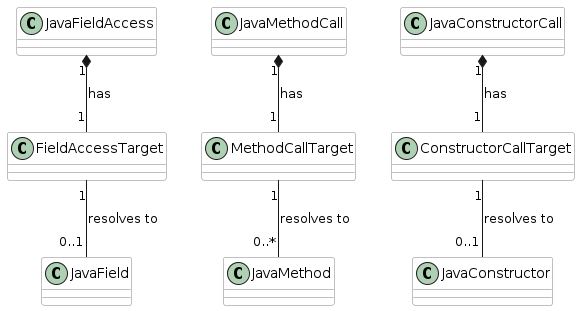 C JavaFieldAccess
C JavaMethodCall
C JavaConstructorCall
1
1
1
has
has
has
1
1
1
C FieldAccessTarget
C MethodCallTarget
C ConstructorCallTarget
1
1
1
resolves to
resolves to
resolves to
0..1
0..*
0..1
C JavaField
C JavaMethod
C JavaConstructor